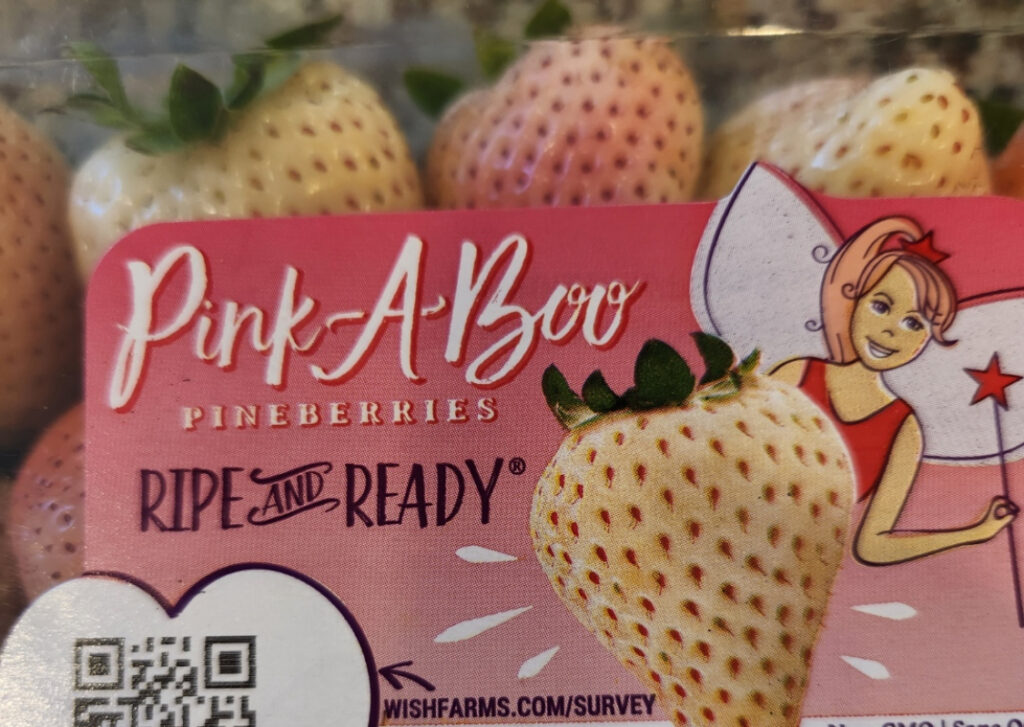 Pink-A-Boo
PINEBERRIES
RIPE AND READY®
WISHFARMS.COM/SURVEY